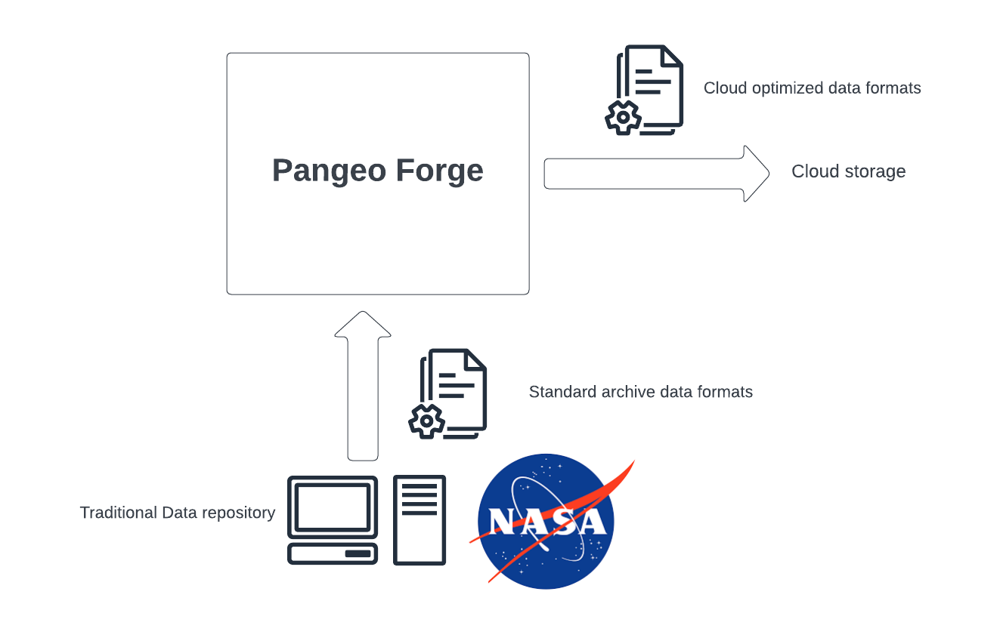 Cloud optimized data formats
Pangeo Forge
Cloud storage
Standard archive data formats
Traditional Data repository
NASA